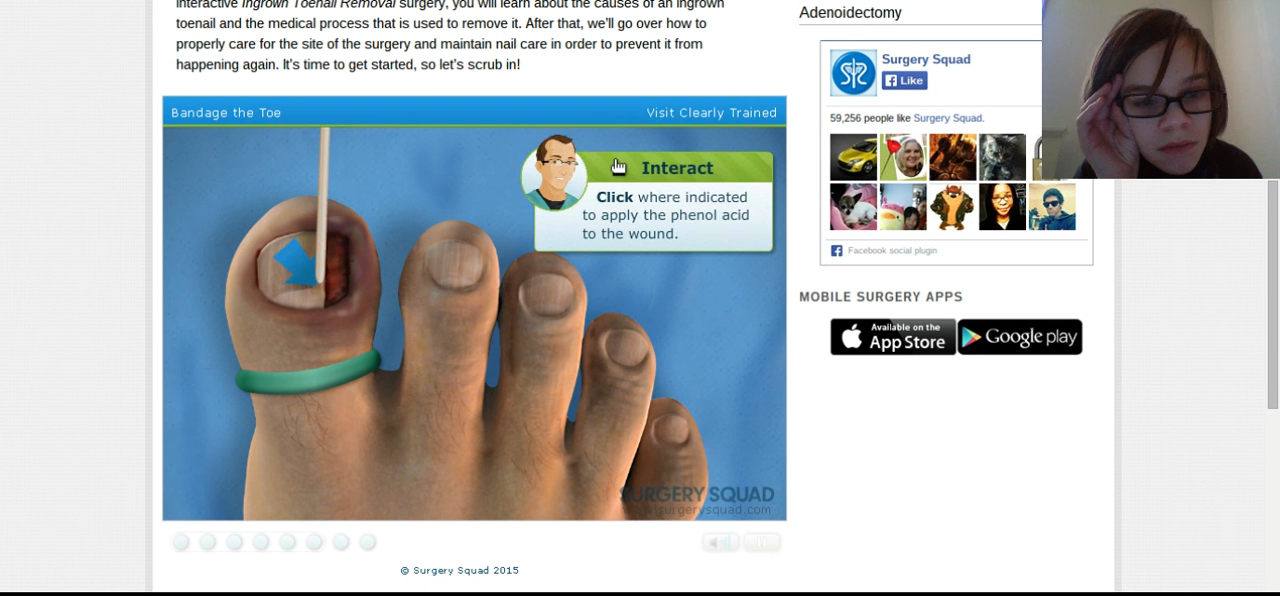 interactive Ingrown Toenail Removal surgery, you will learn about the causes of an ingrown
toenail and the medical process that is used to remove it. After that, we'll go over how to
properly care for the site of the surgery and maintain nail care in order to prevent it from
happening again. It's time to get started, so let's scrub in!
Bandage the Toe
Visit Clearly Trained
Interact
Click where indicated
to apply the phenol acid
to the wound.
SURGERY SQUAD
www.surgerysquad.com
© Surgery Squad 2015
Adenoidectomy
Surgery Squad
Like
59,256 people like Surgery Squad.
Facebook social plugin
MOBILE SURGERY APPS
Available on the
App Store
Google play